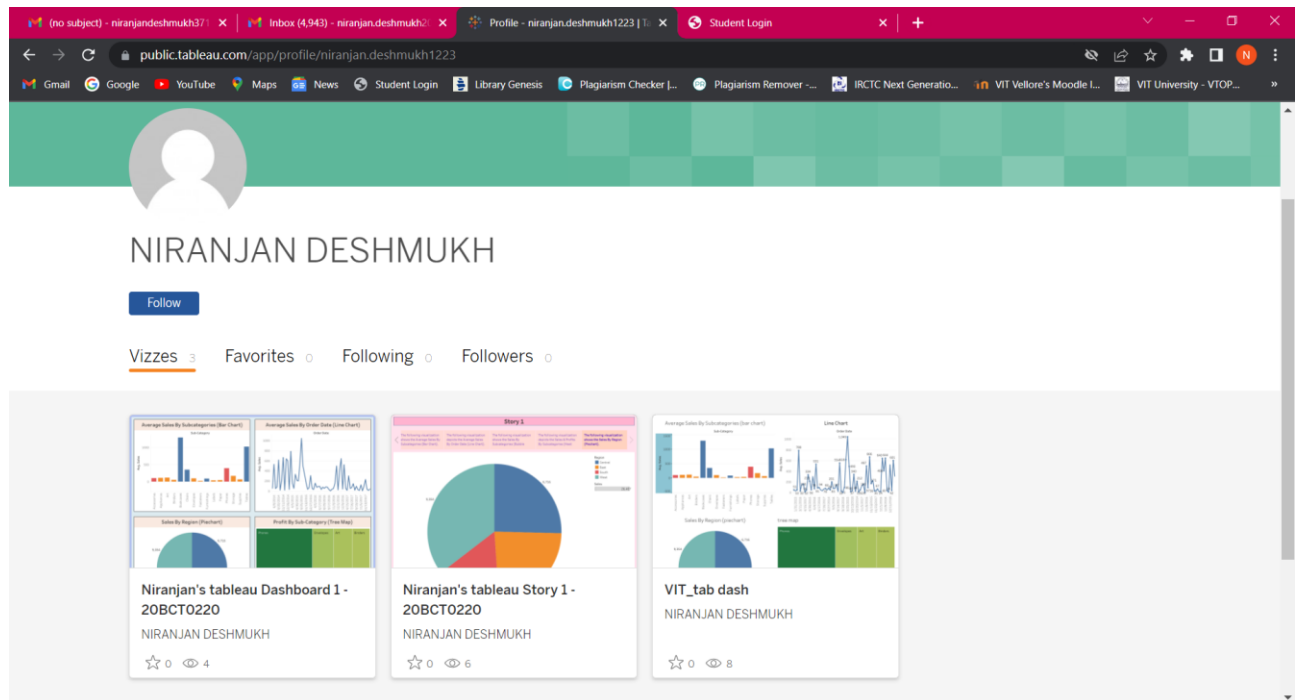 (no subject) - niranjandeshmukh371
Inbox (4,943) - niranjan.deshmukh2
Profile - niranjan.deshmukh1223 | Ta
Student Login
public.tableau.com/app/profile/niranjan.deshmukh1223
N
Gmail
Google
YouTube
Maps
News
Student Login
Library Genesis
Plagiarism Checker |...
Plagiarism Remover -...
IRCTC Next Generatio...
VIT Vellore's Moodle l...
VIT University - VTOP...
»
NIRANJAN DESHMUKH
Follow
Vizzes 3 Favorites 0 Following 0 Followers 0
Average Sales By Subcategories (Bar Chart)
Average Sales By Order Date (Line Chart)
Sales By Region (Piechart)
Profit By Sub-Category (Tree Map)
Story 1
Average Sales By Subcategories (bar chart)
Line Chart
Sales By Region (piechart)
tree map
Niranjan's tableau Dashboard 1 -
20BCT0220
NIRANJAN DESHMUKH
0 4
Niranjan's tableau Story 1 -
20BCT0220
NIRANJAN DESHMUKH
0 6
VIT_tab dash
NIRANJAN DESHMUKH
0 8